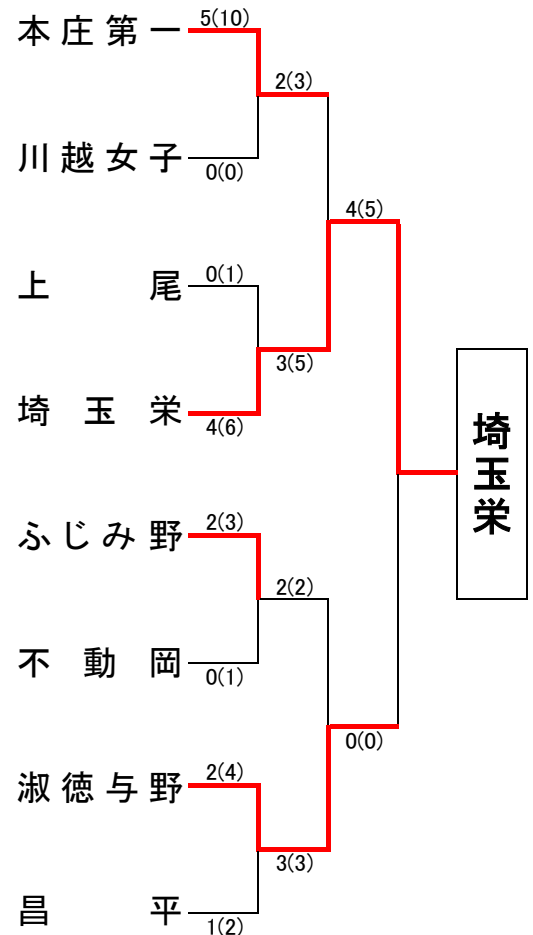 本庄第一
5(10)
2(3)
川越女子
0(0)
4(5)
上尾
0(1)
3(5)
埼玉栄
4(6)
埼玉栄
ふじみ野
2(3)
2(2)
不動岡
0(1)
0(0)
淑徳与野
2(4)
3(3)
昌平
1(2)